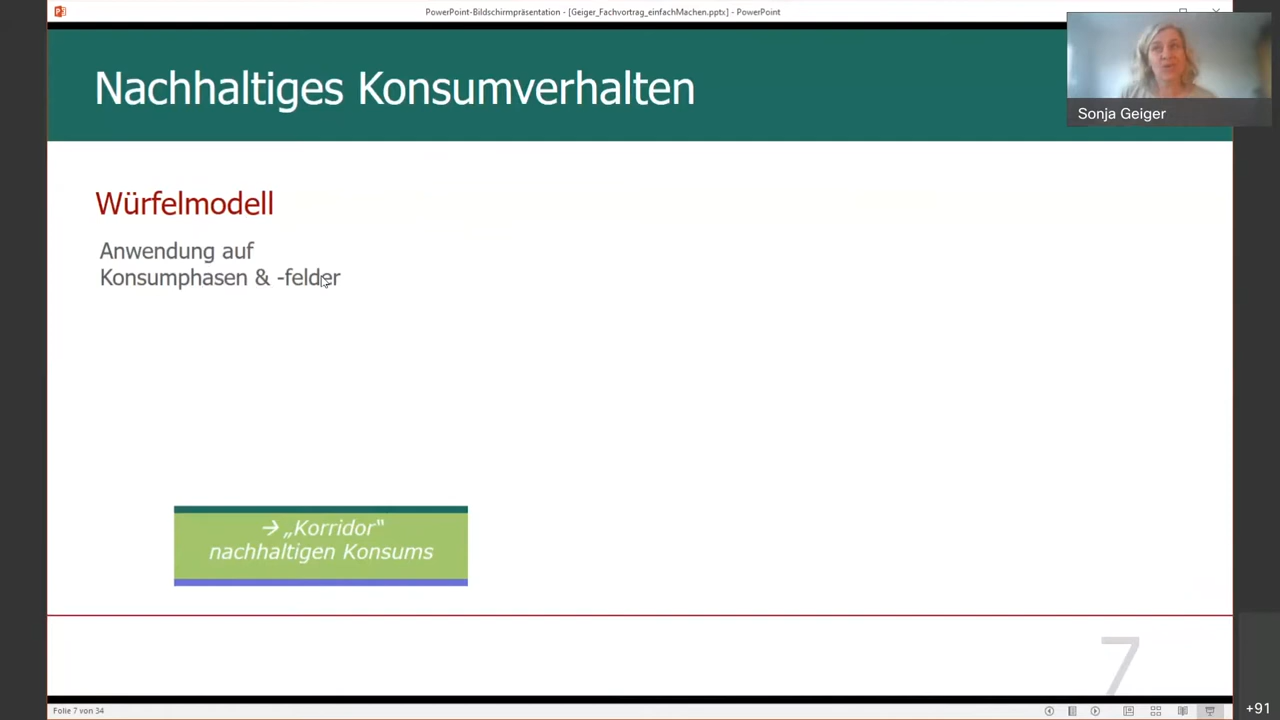 PowerPoint-Bildschirmpräsentation - [Geiger_Fachvortrag_einfachMachen.pptx] - PowerPoint
Nachhaltiges Konsumverhalten
Sonja Geiger
Würfelmodell
Anwendung auf
Konsumphasen & -felder
→ „Korridor“
nachhaltigen Konsums
7
Folie 7 von 34
+91